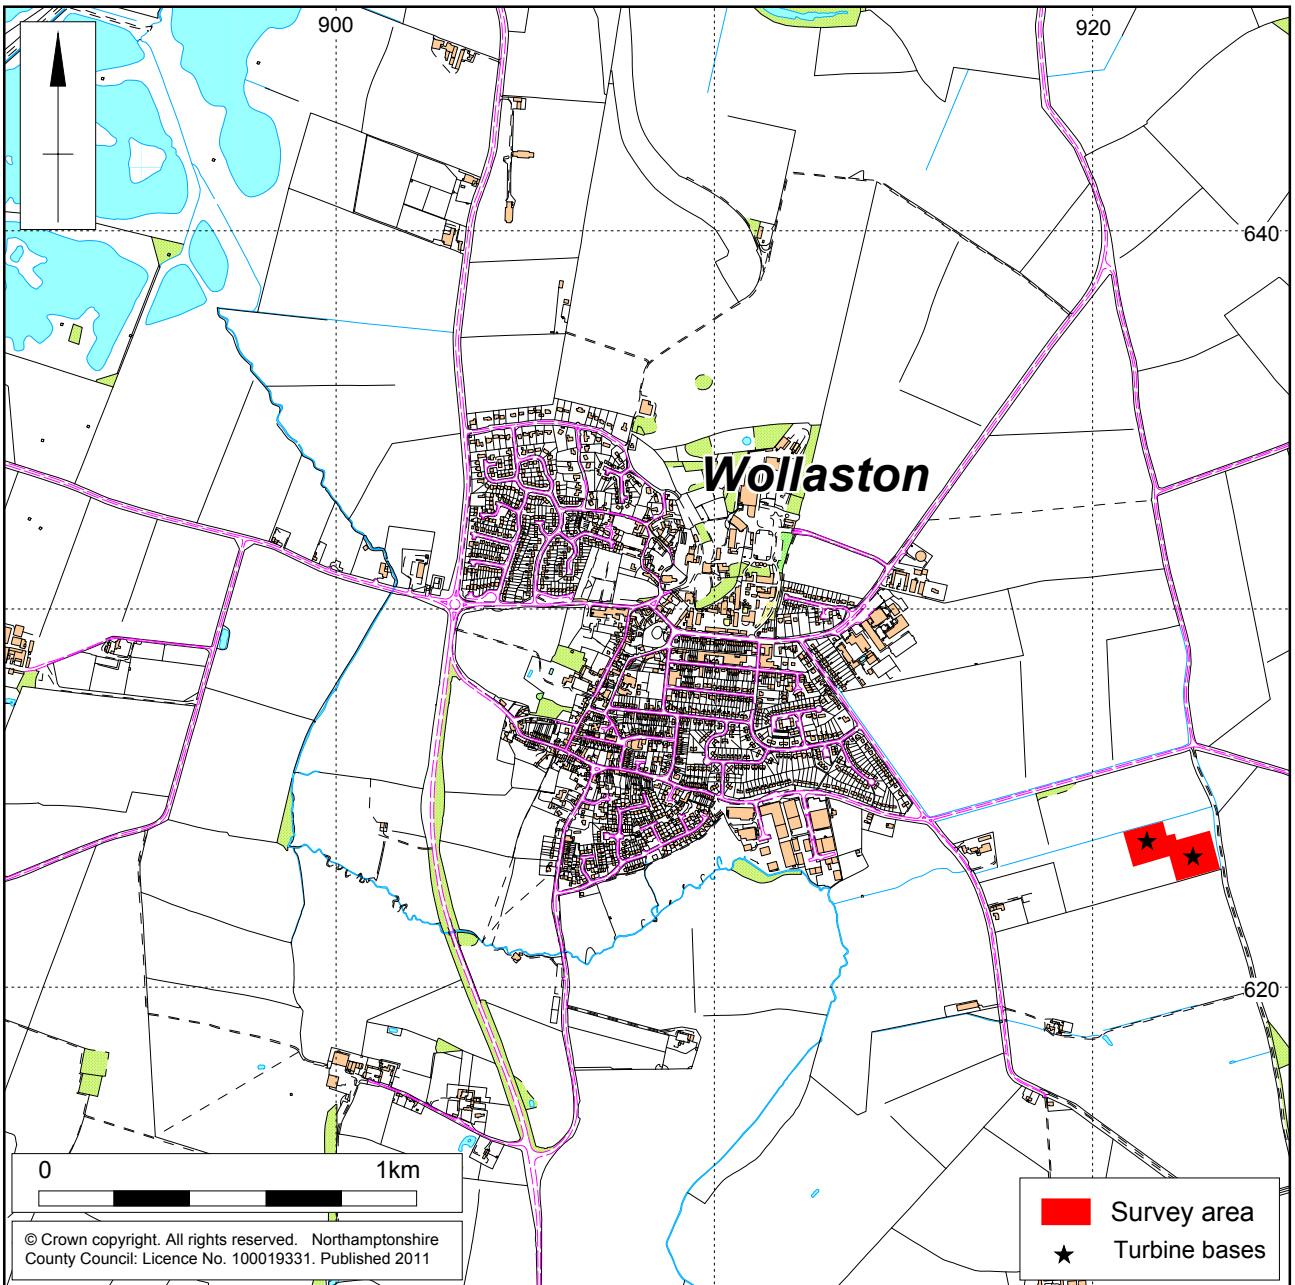 900
920
640
Wollaston
620
0 1km
© Crown copyright. All rights reserved. Northamptonshire
County Council: Licence No. 100019331. Published 2011
Survey area
Turbine bases